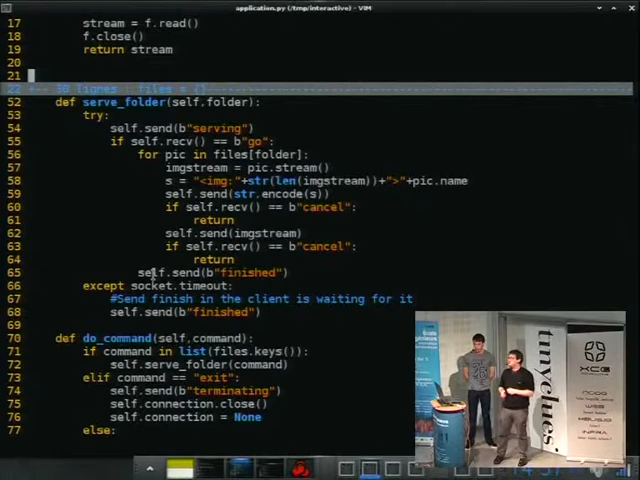 application.py (/tmp/interactive) - VIM
17 stream = f.read()
18 f.close()
19 return stream
20
21
22 +-- 30 lignes : files = {}
52 def serve_folder(self,folder):
53 try:
54 self.send(b"serving")
55 if self.recv() == b"go":
56 for pic in files[folder]:
57 imgstream = pic.stream()
58 s = "<img:"+str(len(imgstream))+">"+pic.name
59 self.send(str.encode(s))
60 if self.recv() == b"cancel":
61 return
62 self.send(imgstream)
63 if self.recv() == b"cancel":
64 return
65 self.send(b"finished")
66 except socket.timeout:
67 #Send finish in the client is waiting for it
68 self.send(b"finished")
69
70 def do_command(self,command):
71 if command in list(files.keys()):
72 self.serve_folder(command)
73 elif command == "exit":
74 self.send(b"terminating")
75 self.connection.close()
76 self.connection = None
77 else:
tinyclues.
XCG
INFRA